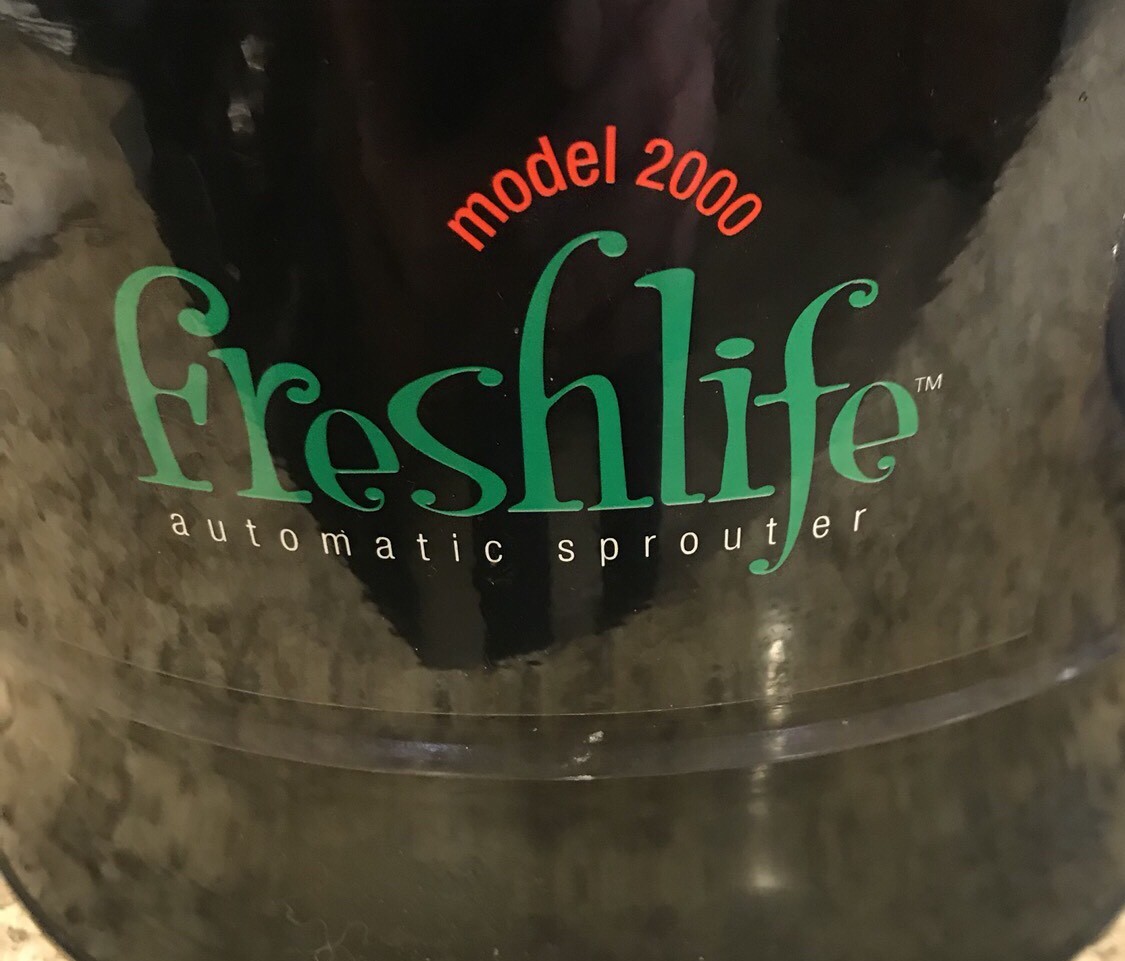 model 2000
freshlife™
automatic sprouter